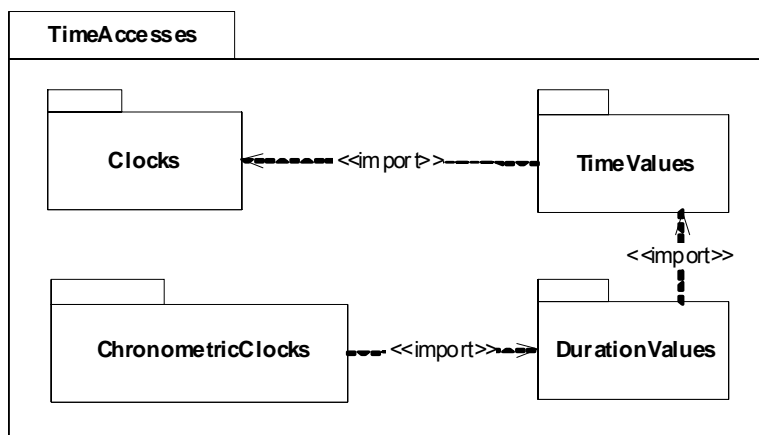 TimeAccesses
Clocks
<<import>>
TimeValues
<<import>>
ChronometricClocks
<<import>>
DurationValues